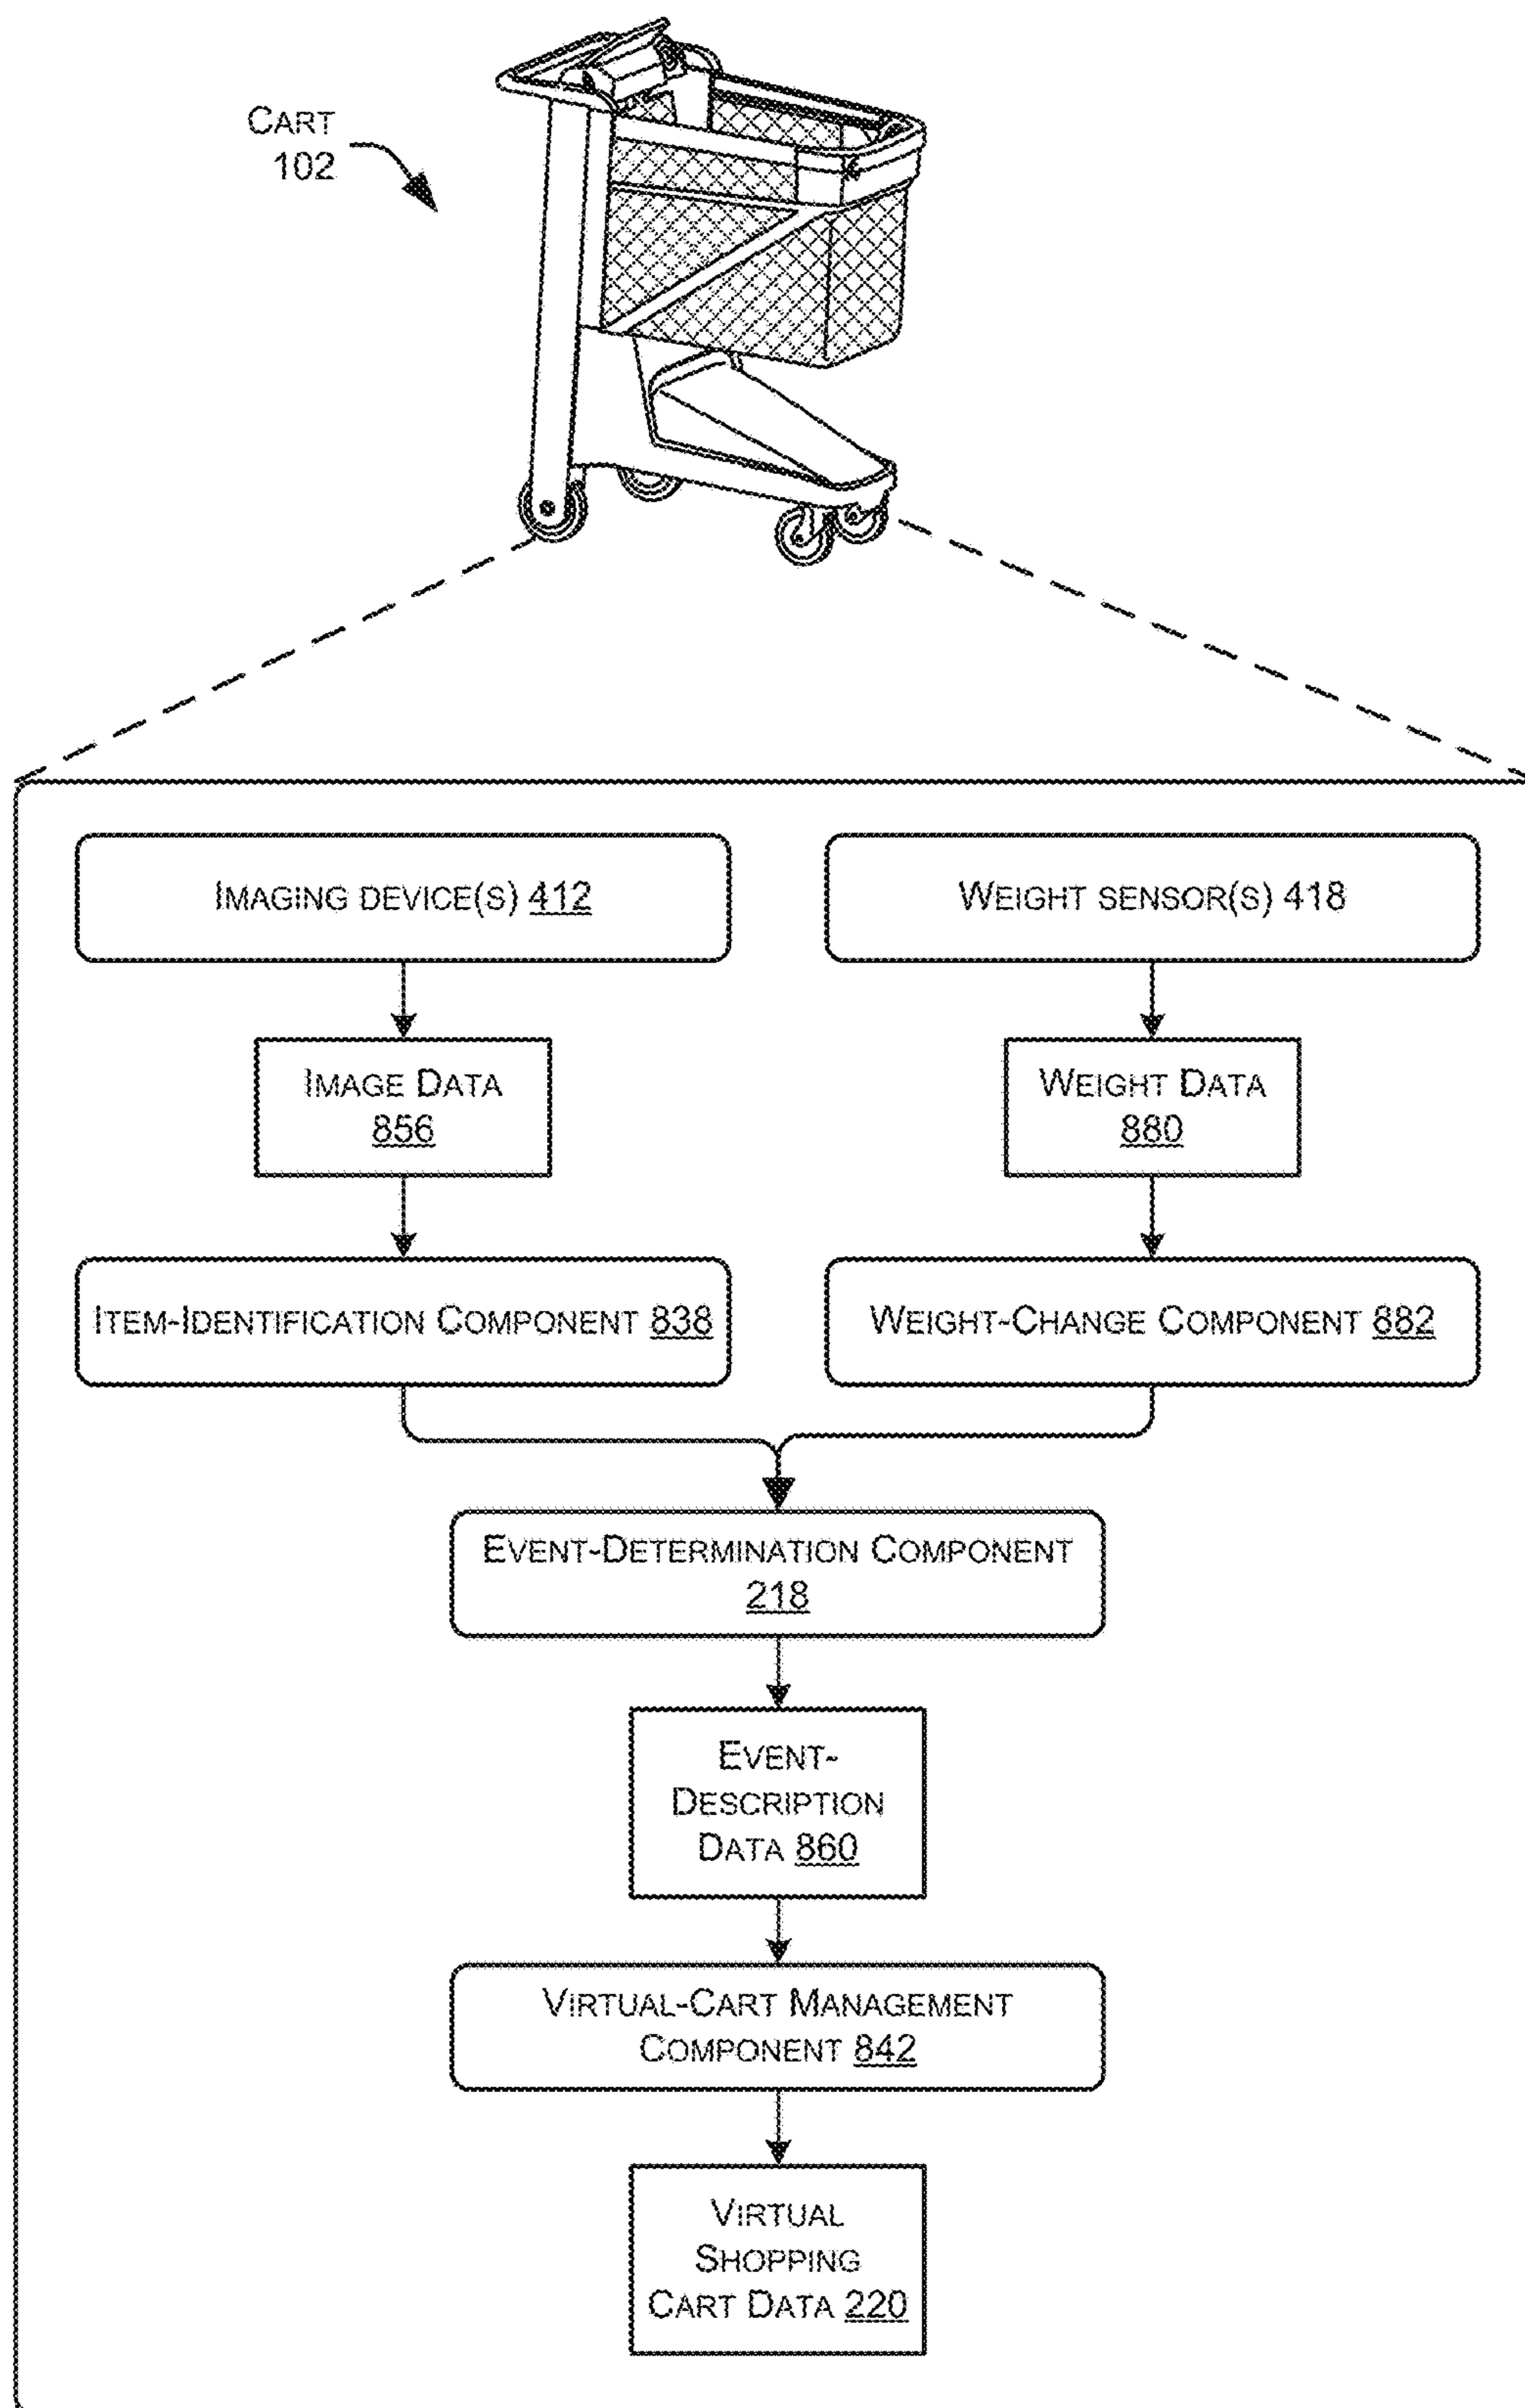 CART
102
IMAGING DEVICE(S) 412
WEIGHT SENSOR(S) 418
IMAGE DATA
856
WEIGHT DATA
880
ITEM-IDENTIFICATION COMPONENT 838
WEIGHT-CHANGE COMPONENT 882
EVENT-DETERMINATION COMPONENT
218
EVENT-
DESCRIPTION
DATA 860
VIRTUAL-CART MANAGEMENT
COMPONENT 842
VIRTUAL
SHOPPING
CART DATA 220